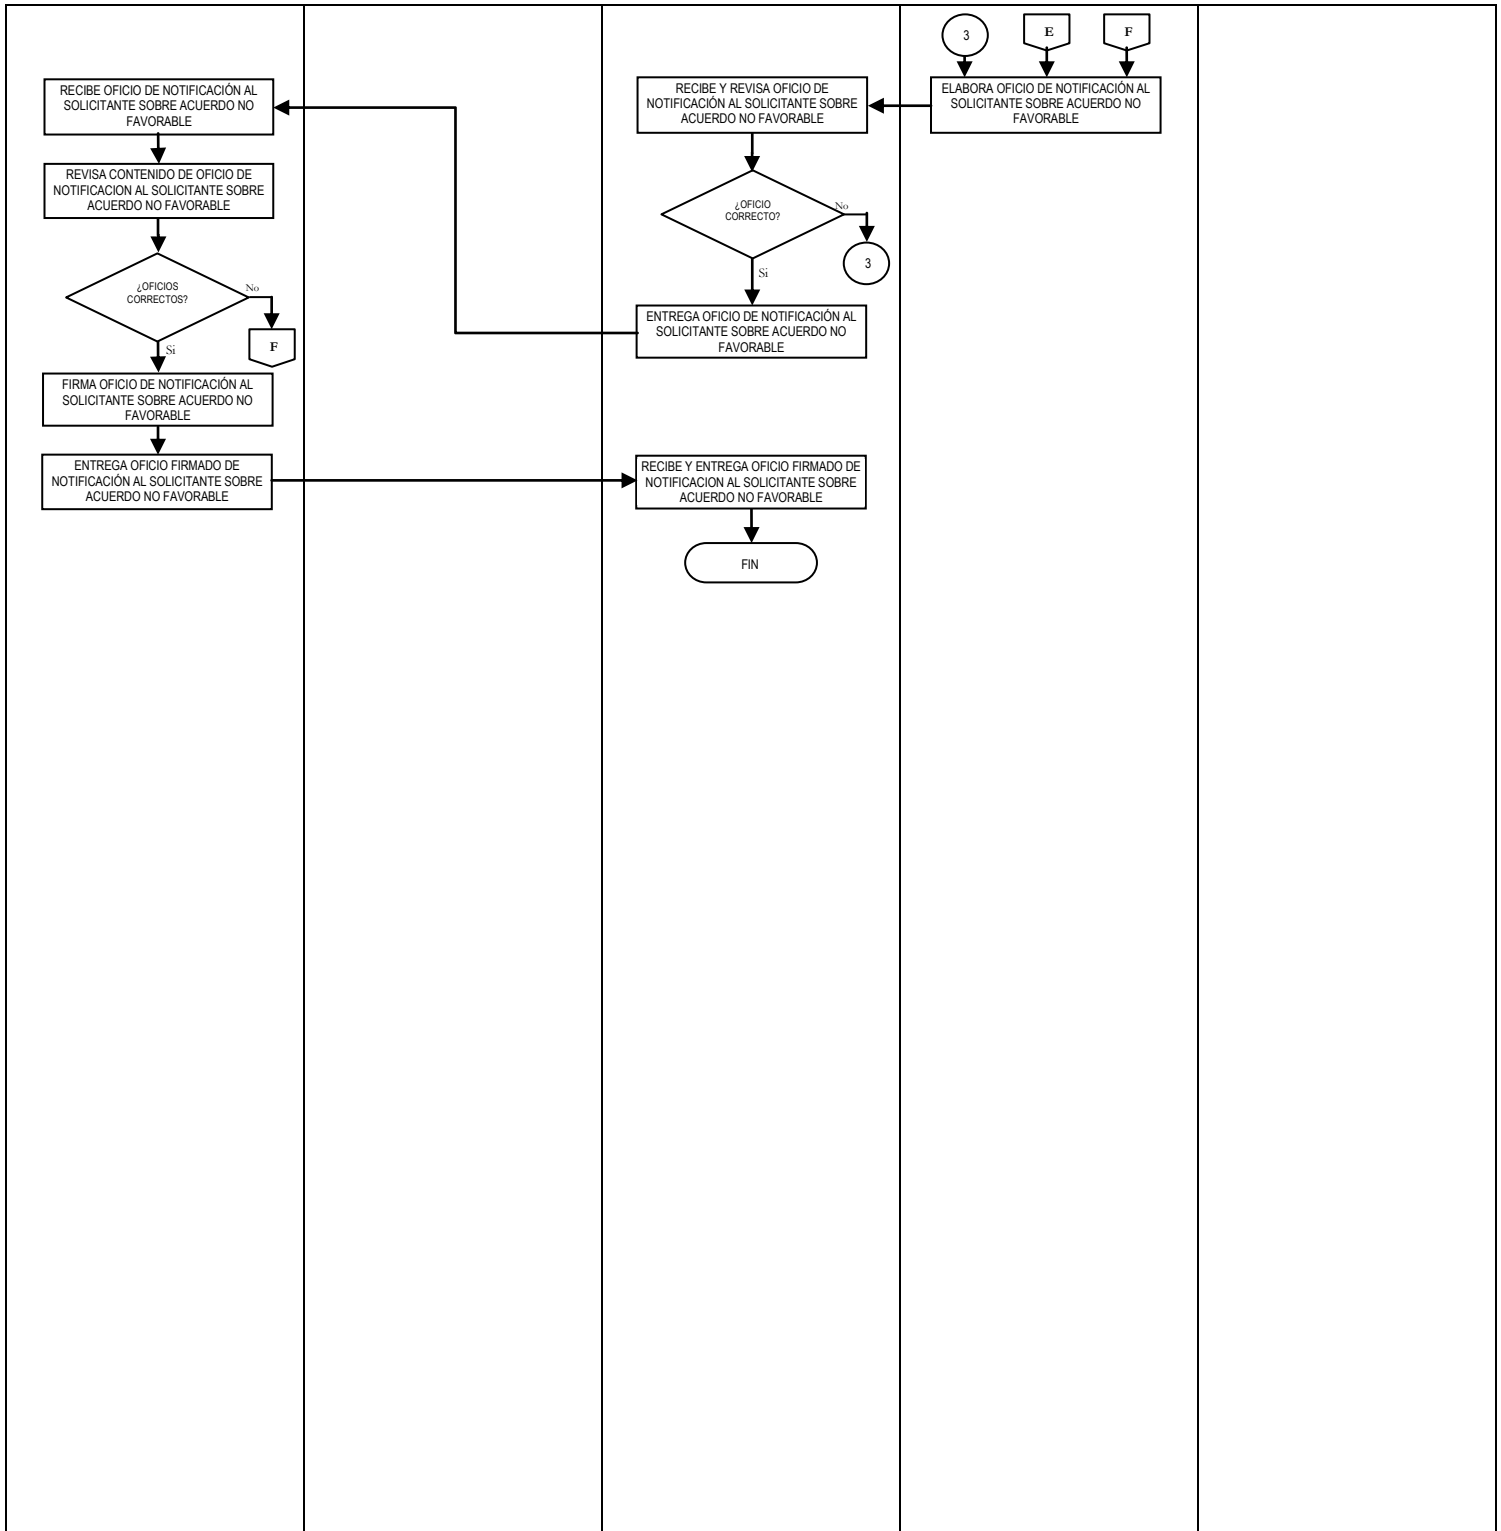 3
E
F
ELABORA OFICIO DE NOTIFICACIÓN AL
SOLICITANTE SOBRE ACUERDO NO
FAVORABLE
RECIBE Y REVISA OFICIO DE
NOTIFICACIÓN AL SOLICITANTE SOBRE
ACUERDO NO FAVORABLE
¿OFICIO
CORRECTO?
No
3
Si
ENTREGA OFICIO DE NOTIFICACIÓN AL
SOLICITANTE SOBRE ACUERDO NO
FAVORABLE
RECIBE OFICIO DE NOTIFICACIÓN AL
SOLICITANTE SOBRE ACUERDO NO
FAVORABLE
REVISA CONTENIDO DE OFICIO DE
NOTIFICACION AL SOLICITANTE SOBRE
ACUERDO NO FAVORABLE
¿OFICIOS
CORRECTOS?
No
F
Si
FIRMA OFICIO DE NOTIFICACIÓN AL
SOLICITANTE SOBRE ACUERDO NO
FAVORABLE
ENTREGA OFICIO FIRMADO DE
NOTIFICACIÓN AL SOLICITANTE SOBRE
ACUERDO NO FAVORABLE
RECIBE Y ENTREGA OFICIO FIRMADO DE
NOTIFICACION AL SOLICITANTE SOBRE
ACUERDO NO FAVORABLE
FIN